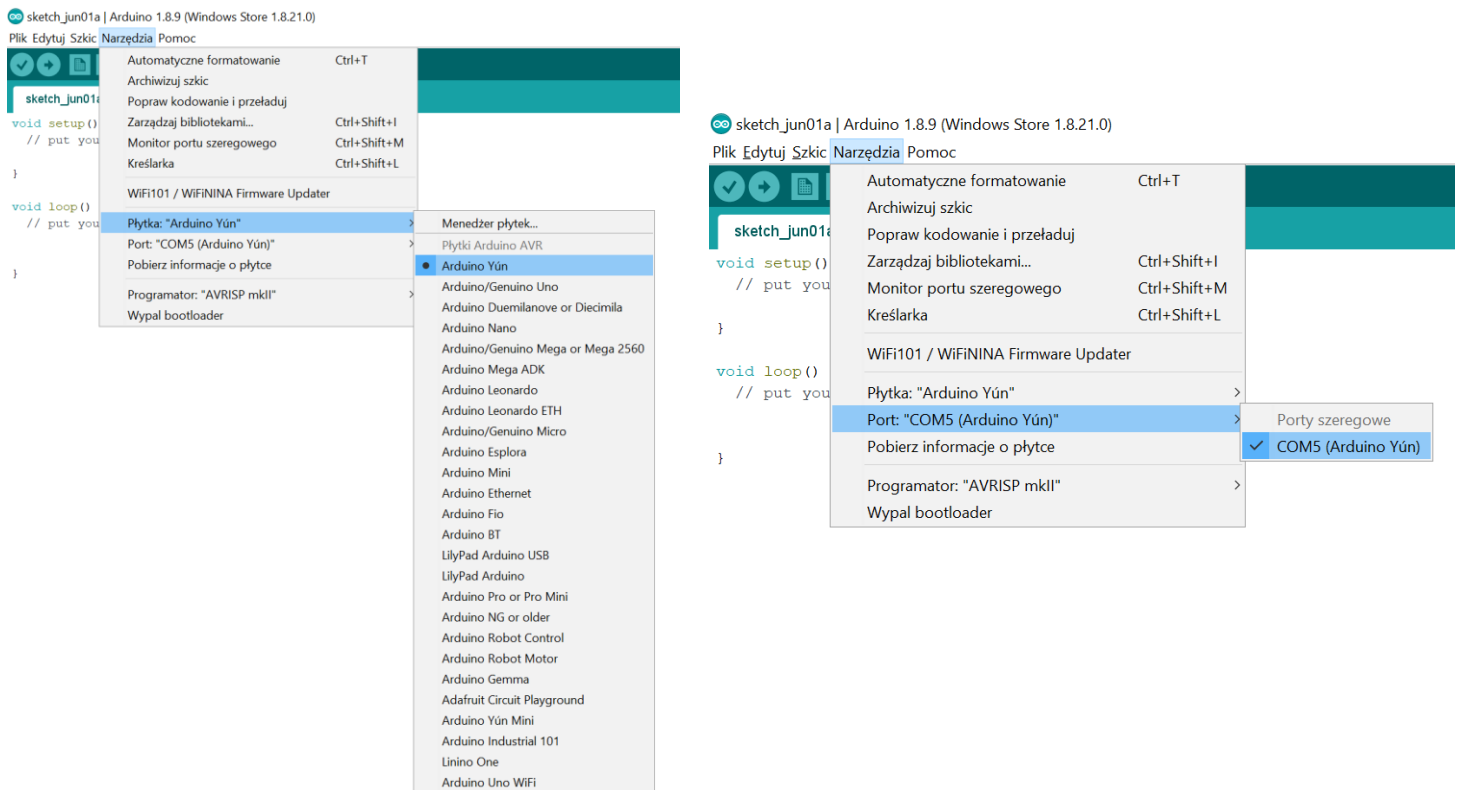 sketch_jun01a | Arduino 1.8.9 (Windows Store 1.8.21.0)
Plik Edytuj Szkic Narzędzia Pomoc
Automatyczne formatowanie Ctrl+T
Archiwizuj szkic
sketch_jun01a
Popraw kodowanie i przeładuj
void setup()
Zarządzaj bibliotekami... Ctrl+Shift+I
// put you
Monitor portu szeregowego Ctrl+Shift+M
Kreślarka Ctrl+Shift+L
}
WiFi101 / WiFiNINA Firmware Updater
void loop()
// put you
Płytka: "Arduino Yún"
Port: "COM5 (Arduino Yún)"
Pobierz informacje o płytce
}
Programator: "AVRISP mkII"
Wypal bootloader
Menedżer płytek...
Płytki Arduino AVR
Arduino Yún
Arduino/Genuino Uno
Arduino Duemilanove or Diecimila
Arduino Nano
Arduino/Genuino Mega or Mega 2560
Arduino Mega ADK
Arduino Leonardo
Arduino Leonardo ETH
Arduino/Genuino Micro
Arduino Esplora
Arduino Mini
Arduino Ethernet
Arduino Fio
Arduino BT
LilyPad Arduino USB
LilyPad Arduino
Arduino Pro or Pro Mini
Arduino NG or older
Arduino Robot Control
Arduino Robot Motor
Arduino Gemma
Adafruit Circuit Playground
Arduino Yún Mini
Arduino Industrial 101
Linino One
Arduino Uno WiFi
sketch_jun01a | Arduino 1.8.9 (Windows Store 1.8.21.0)
Plik Edytuj Szkic Narzędzia Pomoc
Automatyczne formatowanie Ctrl+T
Archiwizuj szkic
sketch_jun01a
Popraw kodowanie i przeładuj
void setup()
Zarządzaj bibliotekami... Ctrl+Shift+I
// put you
Monitor portu szeregowego Ctrl+Shift+M
Kreślarka Ctrl+Shift+L
}
WiFi101 / WiFiNINA Firmware Updater
void loop()
// put you
Płytka: "Arduino Yún"
Port: "COM5 (Arduino Yún)"
Pobierz informacje o płytce
}
Programator: "AVRISP mkII"
Wypal bootloader
Porty szeregowe
COM5 (Arduino Yún)